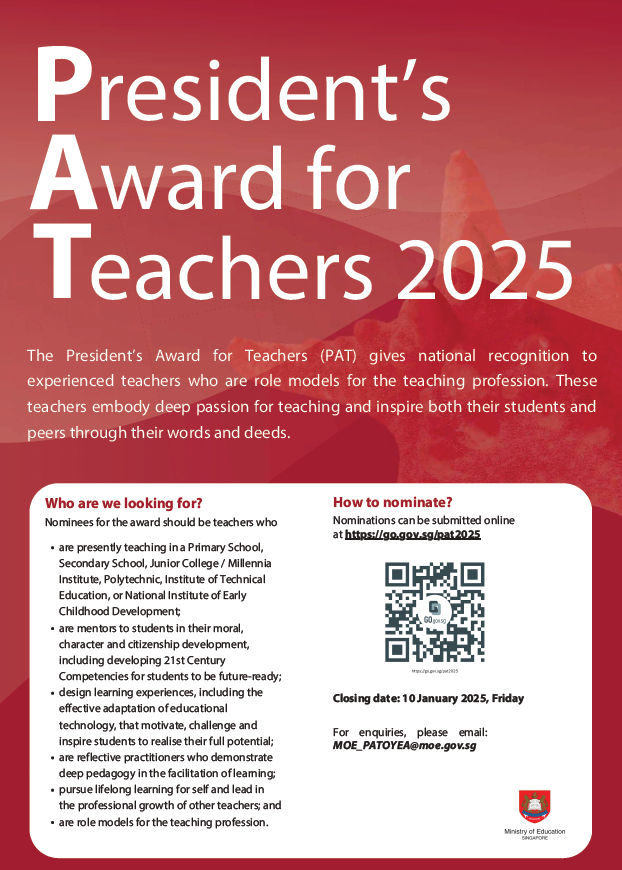 President’s
Award for
Teachers 2025
The President’s Award for Teachers (PAT) gives national recognition to
experienced teachers who are role models for the teaching profession. These
teachers embody deep passion for teaching and inspire both their students and
peers through their words and deeds.
Who are we looking for?
Nominees for the award should be teachers who
• are presently teaching in a Primary School,
Secondary School, Junior College / Millennia
Institute, Polytechnic, Institute of Technical
Education, or National Institute of Early
Childhood Development;
• are mentors to students in their moral,
character and citizenship development,
including developing 21st Century
Competencies for students to be future-ready;
• design learning experiences, including the
effective adaptation of educational
technology, that motivate, challenge and
inspire students to realise their full potential;
• are reflective practitioners who demonstrate
deep pedagogy in the facilitation of learning;
• pursue lifelong learning for self and lead in
the professional growth of other teachers; and
• are role models for the teaching profession.
How to nominate?
Nominations can be submitted online
at https://go.gov.sg/pat2025
GOgov.sg
https://go.gov.sg/pat2025
Closing date: 10 January 2025, Friday
For enquiries, please email:
MOE_PATOYEA@moe.gov.sg
Ministry of Education
SINGAPORE